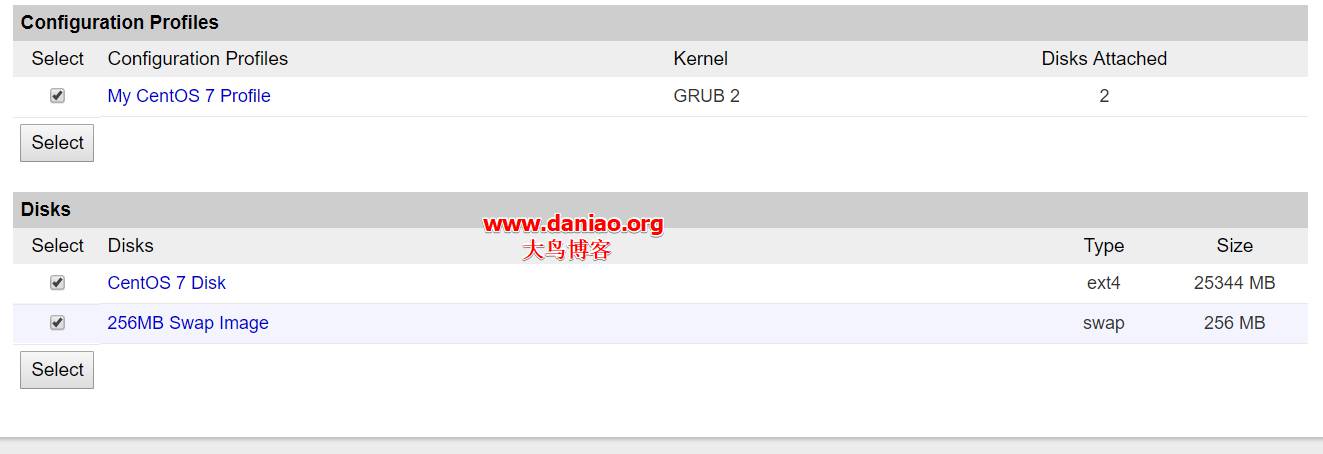 Configuration Profiles
Select Configuration Profiles Kernel Disks Attached
My CentOS 7 Profile GRUB 2 2
Select
Disks
www.daniao.org
Select Disks 大鸟博客 Type Size
CentOS 7 Disk ext4 25344 MB
256MB Swap Image swap 256 MB
Select